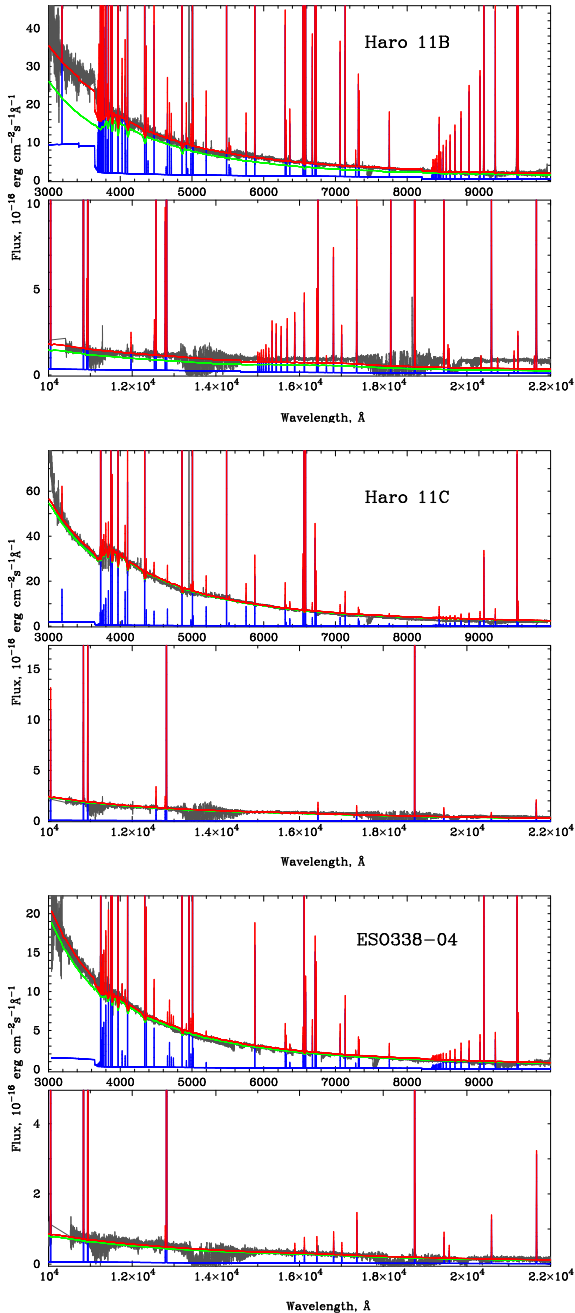 Haro 11B
40
30
20
10
0
3000 4000 5000 6000 7000 8000 9000
Flux, 10⁻¹⁶ erg cm⁻²s⁻¹Å⁻¹
10
5
0
10⁴ 1.2×10⁴ 1.4×10⁴ 1.6×10⁴ 1.8×10⁴ 2×10⁴ 2.2×10⁴
Wavelength, Å
Haro 11C
60
40
20
0
3000 4000 5000 6000 7000 8000 9000
Flux, 10⁻¹⁶ erg cm⁻²s⁻¹Å⁻¹
15
10
5
0
10⁴ 1.2×10⁴ 1.4×10⁴ 1.6×10⁴ 1.8×10⁴ 2×10⁴ 2.2×10⁴
Wavelength, Å
ESO338-04
20
15
10
5
0
3000 4000 5000 6000 7000 8000 9000
Flux, 10⁻¹⁶ erg cm⁻²s⁻¹Å⁻¹
4
2
0
10⁴ 1.2×10⁴ 1.4×10⁴ 1.6×10⁴ 1.8×10⁴ 2×10⁴ 2.2×10⁴
Wavelength, Å